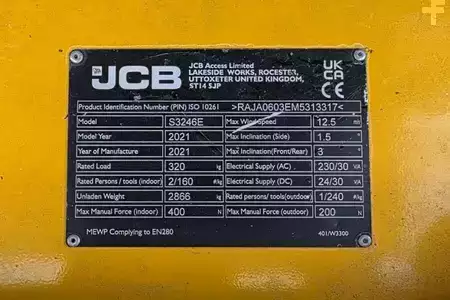 JCB
JCB Access Limited
LAKESIDE WORKS, ROCESTER,
UTTOXETER UNITED KINGDOM,
ST14 5JP
UK
CA
CE
Product Identification Number (PIN) ISO 10261 >RAJA0603EM5313317<
Model S3246E Max Wind Speed 12.5 m/s
Model Year 2021 Max Inclination (Side) 1.5 °
Year of Manufacture 2021 Max Inclination(Front/Rear) 3 °
Rated Load 320 kg Electrical Supply (AC) 230/30 V/A
Rated Persons / tools (indoor) 2/160 #/kg Electrical Supply (DC) 24/30 V/A
Unladen Weight 2866 kg Rated persons/ tools(outdoor) 1/240 #/kg
Max Manual Force (indoor) 400 N Max Manual Force (outdoor) 200 N
MEWP Complying to EN280 401/W3300